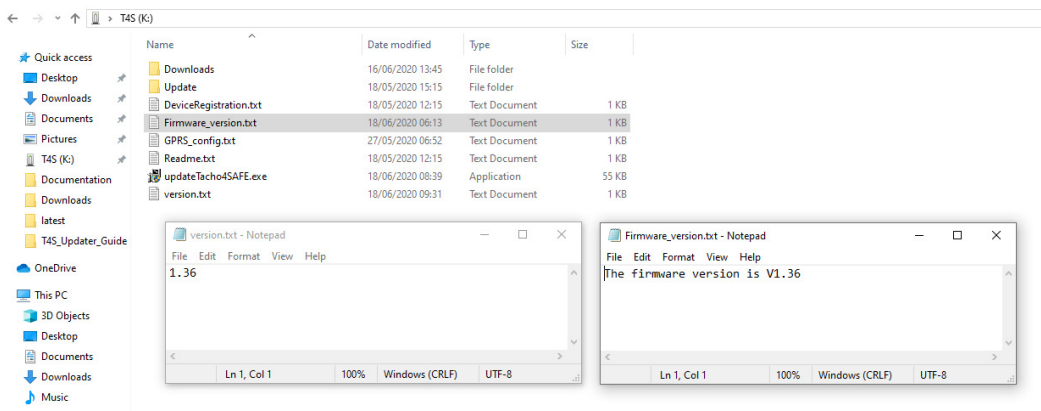 T4S (K:)
Name Date modified Type Size
Quick access
Desktop
Downloads
Documents
Pictures
T4S (K:)
Documentation
Downloads
latest
T4S_Updater_Guide
OneDrive
This PC
3D Objects
Desktop
Documents
Downloads
Music
Downloads 16/06/2020 13:45 File folder
Update 18/05/2020 15:15 File folder
DeviceRegistration.txt 18/05/2020 12:15 Text Document 1 KB
Firmware_version.txt 18/06/2020 06:13 Text Document 1 KB
GPRS_config.txt 27/05/2020 06:52 Text Document 1 KB
Readme.txt 18/05/2020 12:15 Text Document 1 KB
updateTacho4SAFE.exe 18/06/2020 08:39 Application 55 KB
version.txt 18/06/2020 09:31 Text Document 1 KB
version.txt - Notepad
File Edit Format View Help
1.36
Ln 1, Col 1 100% Windows (CRLF) UTF-8
Firmware_version.txt - Notepad
File Edit Format View Help
The firmware version is V1.36
Ln 1, Col 1 100% Windows (CRLF) UTF-8